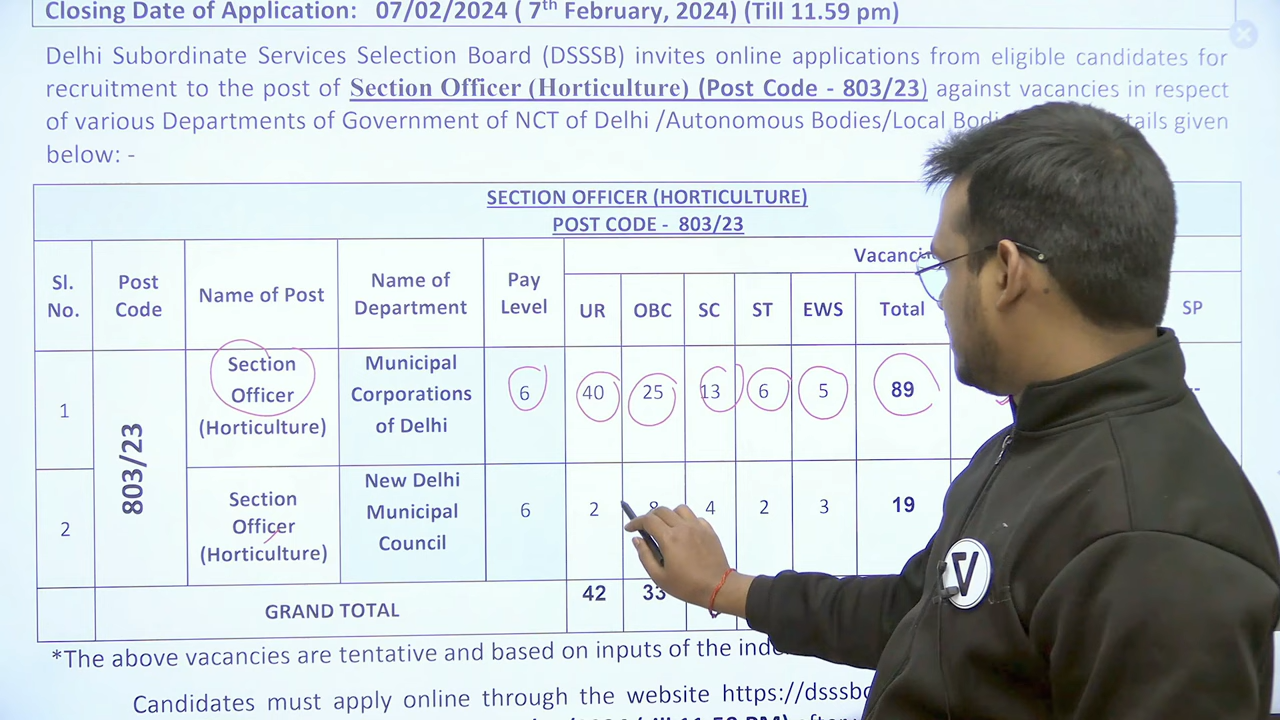 Closing Date of Application: 07/02/2024 ( 7th February, 2024) (Till 11.59 pm)
Delhi Subordinate Services Selection Board (DSSSB) invites online applications from eligible candidates for
recruitment to the post of Section Officer (Horticulture) (Post Code - 803/23) against vacancies in respect
of various Departments of Government of NCT of Delhi /Autonomous Bodies/Local given
below: -
SECTION OFFICER (HORTICULTURE)
POST CODE - 803/23
Sl. No. Post Code Name of Post Name of Department Pay Level
UR OBC SC ST EWS Total SP
1 803/23 Section Officer (Horticulture) Municipal Corporations of Delhi 6 40 25 13 6 5 89
2 Section Officer (Horticulture) New Delhi Municipal Council 6 2 8 4 2 3 19
GRAND TOTAL 42 33
*The above vacancies are tentative and based on inputs of the
Candidates must apply online through the website